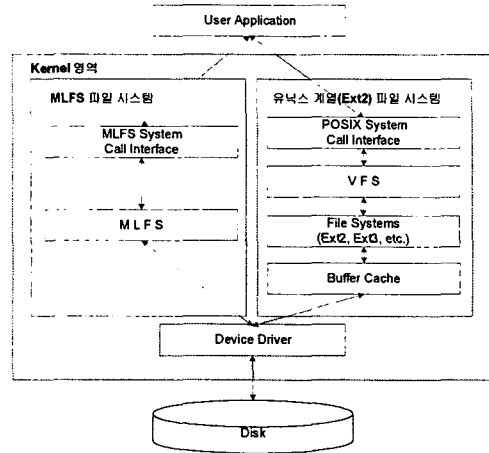 User Application
Kernel 영역
MLFS 파일 시스템
MLFS System
Call Interface
M L F S
유닉스 계열(Ext2) 파일 시스템
POSIX System
Call Interface
V F S
File Systems
(Ext2, Ext3, etc.)
Buffer Cache
Device Driver
Disk